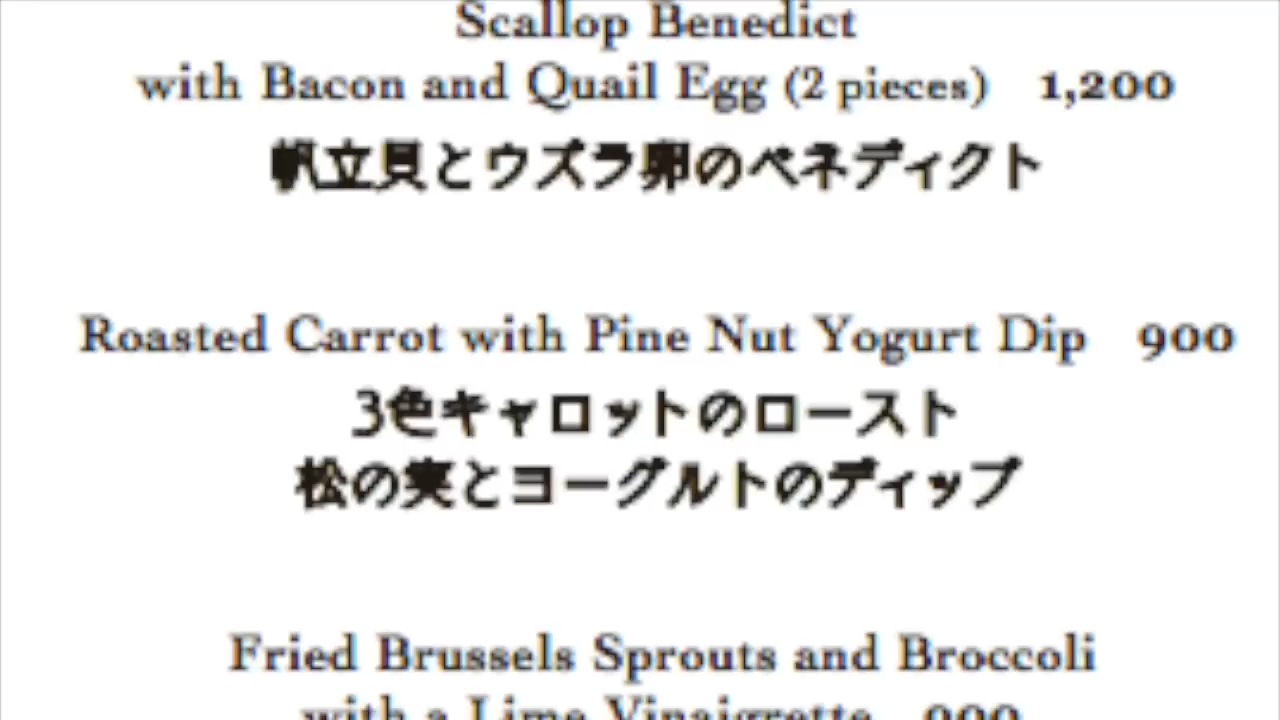 Scallop Benedict
with Bacon and Quail Egg (2 pieces) 1,200
帆立貝とウズラ卵のベネディクト
Roasted Carrot with Pine Nut Yogurt Dip 900
3色キャロットのロースト
松の実とヨーグルトのディップ
Fried Brussels Sprouts and Broccoli
with a Lime Vinaigrette